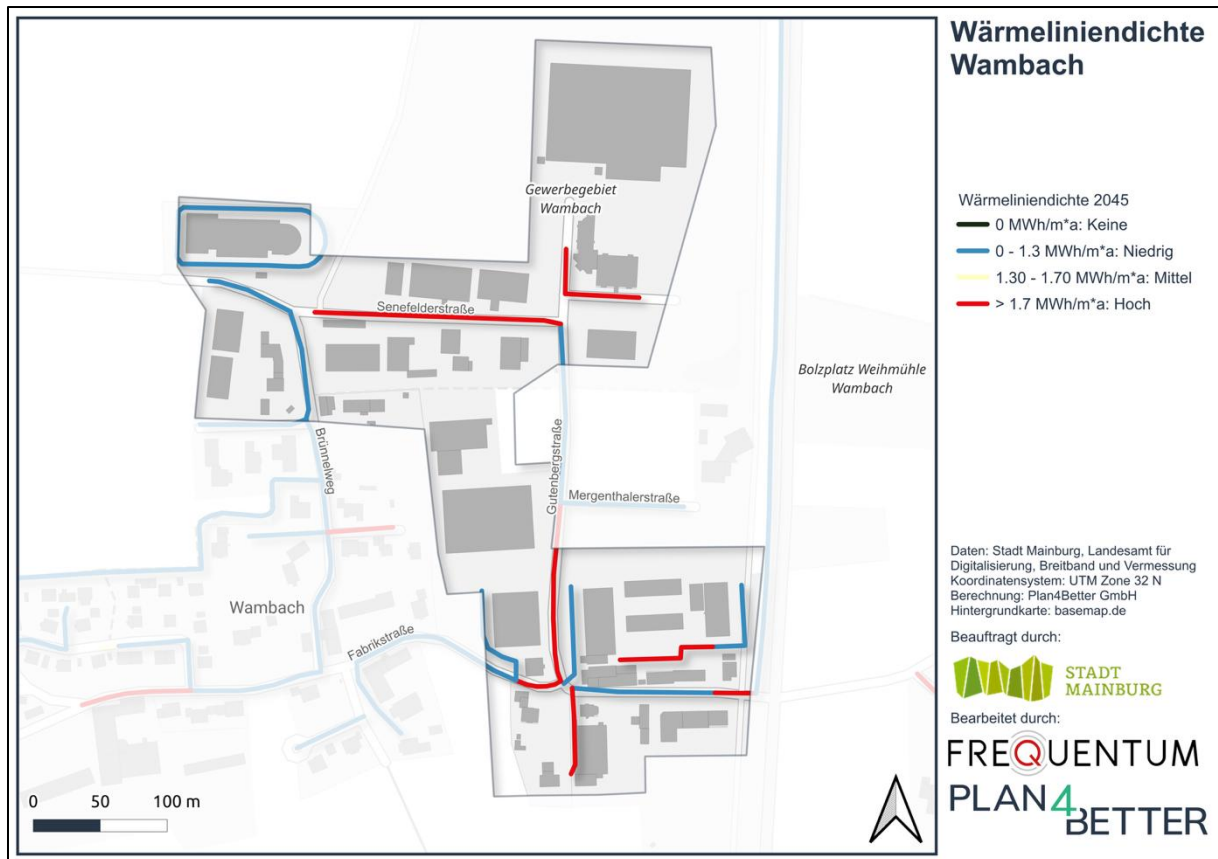 Wärmeliniendichte
Wambach
Wärmeliniendichte 2045
0 MWh/m*a: Keine
0 - 1.3 MWh/m*a: Niedrig
1.30 - 1.70 MWh/m*a: Mittel
> 1.7 MWh/m*a: Hoch
Gewerbegebiet
Wambach
Senefelderstraße
Bolzplatz Weihmühle
Wambach
Brünnelweg
Gutenbergstraße
Mergenthalerstraße
Wambach
Fabrikstraße
0 50 100 m
Daten: Stadt Mainburg, Landesamt für
Digitalisierung, Breitband und Vermessung
Koordinatensystem: UTM Zone 32 N
Berechnung: Plan4Better GmbH
Hintergrundkarte: basemap.de
Beauftragt durch:
STADT
MAINBURG
Bearbeitet durch:
FREQUENTUM
PLAN4
BETTER